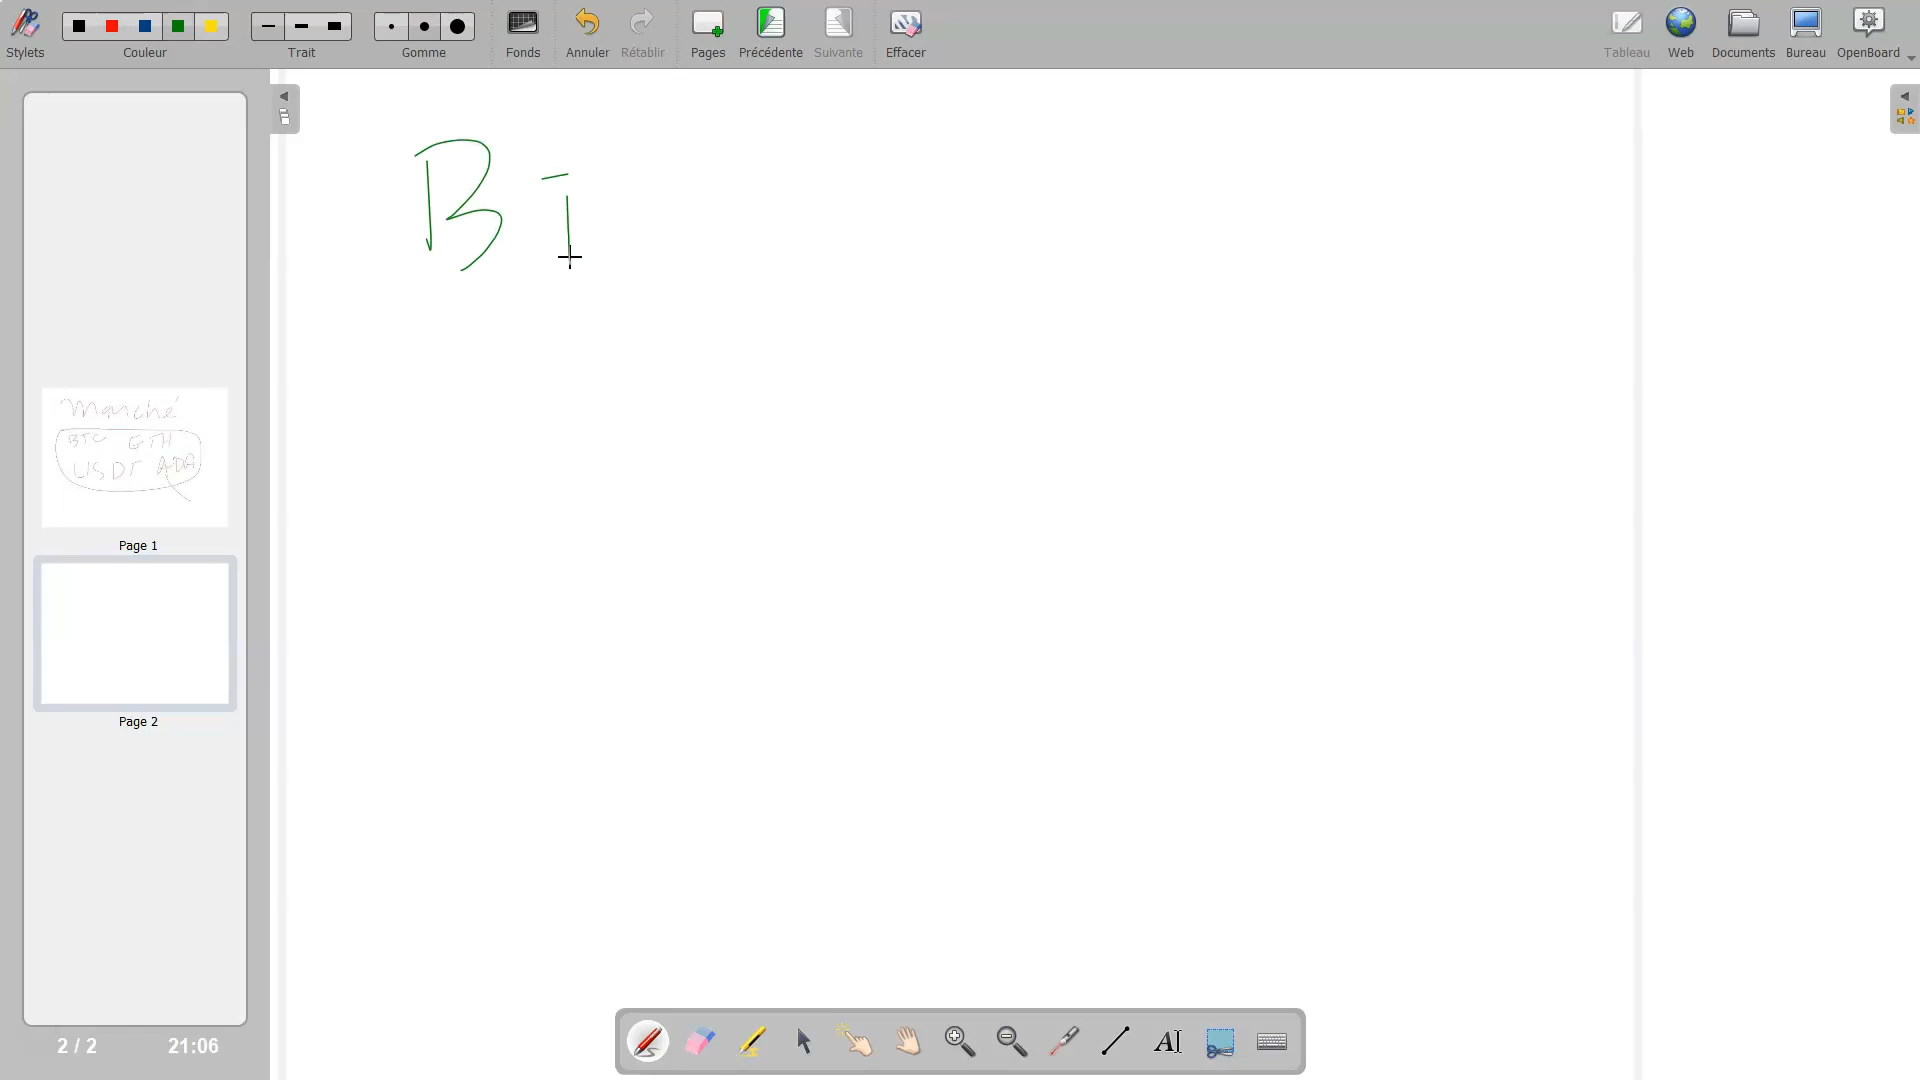 Stylets Couleur Trait Gomme Fonds Annuler Rétablir Pages Précédente Suivante Effacer Tableau Web Documents Bureau OpenBoard
Bi
Marché
BTC ETH
USDT ADA
Page 1
Page 2
2 / 2 21:06
AI